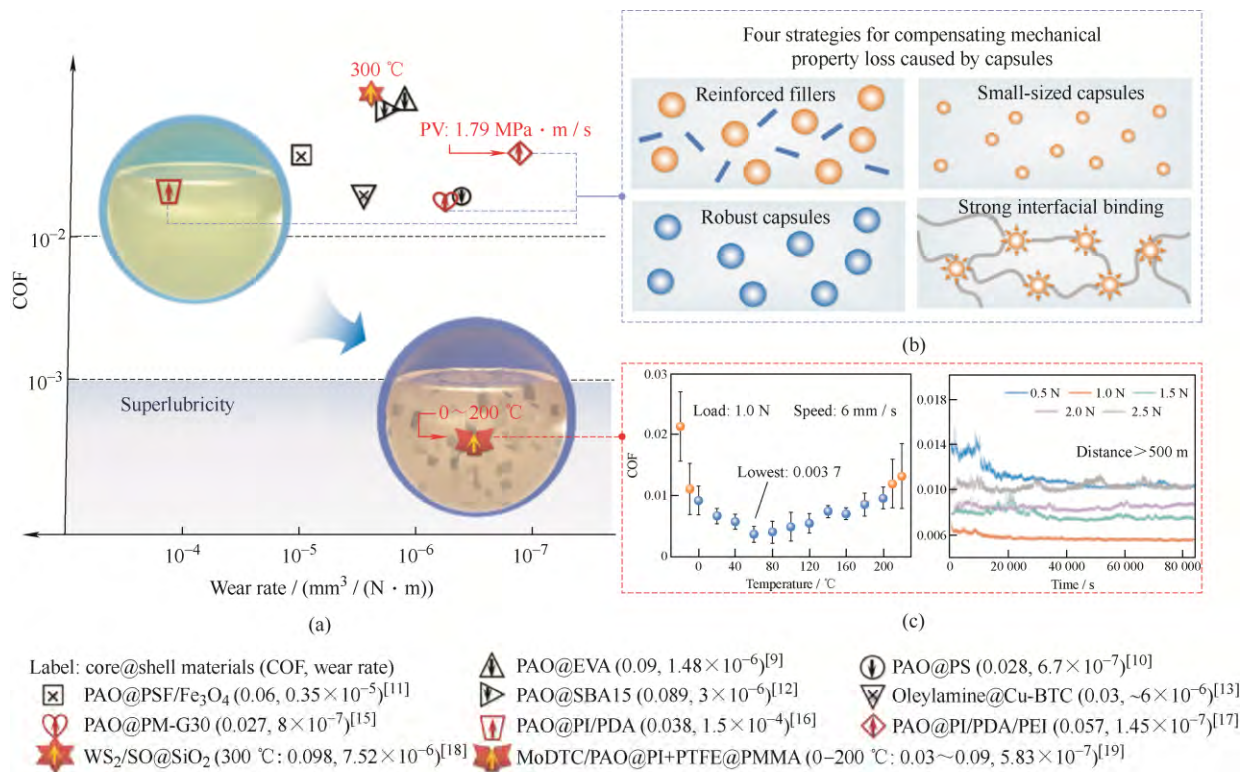 (b)
Four strategies for compensating mechanical
property loss caused by capsules
Reinforced fillers
Small-sized capsules
Robust capsules
Strong interfacial binding
300 ℃
PV: 1.79 MPa · m / s
10⁻²
COF
10⁻³
Superlubricity
0～200 ℃
10⁻⁴
10⁻⁵
10⁻⁶
10⁻⁷
Wear rate / (mm³ / (N · m))
(a)
(b)
0.03
0.02
0.01
0
COF
Load: 1.0 N
Speed: 6 mm / s
Lowest: 0.003 7
0
40
80
120
160
200
Temperature / ℃
0.018
0.014
0.010
0.006
0.5 N
1.0 N
1.5 N
2.0 N
2.5 N
Distance＞500 m
0
20 000
40 000
60 000
80 000
Time / s
(c)
Label: core@shell materials (COF, wear rate)
PAO@EVA (0.09, 1.48×10⁻⁶)[9]
PAO@PS (0.028, 6.7×10⁻⁷)[10]
PAO@PSF/Fe₃O₄ (0.06, 0.35×10⁻⁵)[11]
PAO@SBA15 (0.089, 3×10⁻⁶)[12]
Oleylamine@Cu-BTC (0.03, ~6×10⁻⁶)[13]
PAO@PM-G30 (0.027, 8×10⁻⁷)[15]
PAO@PI/PDA (0.038, 1.5×10⁻⁴)[16]
PAO@PI/PDA/PEI (0.057, 1.45×10⁻⁷)[17]
WS₂/SO@SiO₂ (300 ℃: 0.098, 7.52×10⁻⁶)[18]
MoDTC/PAO@PI+PTFE@PMMA (0−200 ℃: 0.03～0.09, 5.83×10⁻⁷)[19]